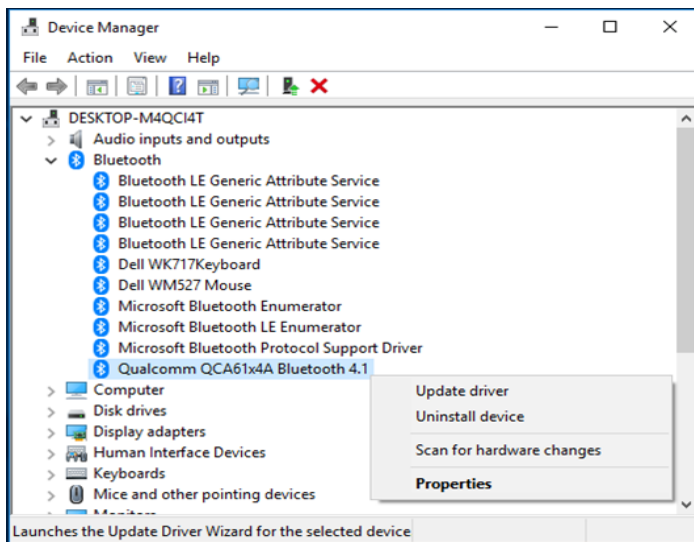 Device Manager
File Action View Help
DESKTOP-M4QCI4T
Audio inputs and outputs
Bluetooth
Bluetooth LE Generic Attribute Service
Bluetooth LE Generic Attribute Service
Bluetooth LE Generic Attribute Service
Bluetooth LE Generic Attribute Service
Dell WK717Keyboard
Dell WM527 Mouse
Microsoft Bluetooth Enumerator
Microsoft Bluetooth LE Enumerator
Microsoft Bluetooth Protocol Support Driver
Qualcomm QCA61x4A Bluetooth 4.1
Computer
Disk drives
Display adapters
Human Interface Devices
Keyboards
Mice and other pointing devices
Monitors
Update driver
Uninstall device
Scan for hardware changes
Properties
Launches the Update Driver Wizard for the selected device